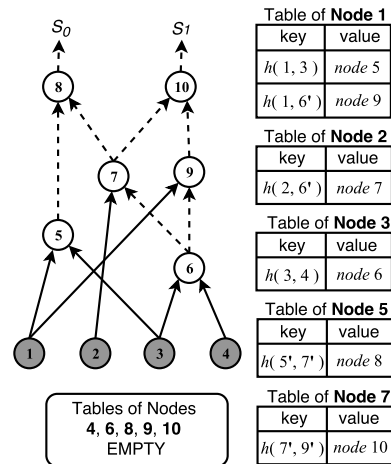 S0 S1
8 10
7 9
5
6
1 2 3 4
Tables of Nodes
4, 6, 8, 9, 10
EMPTY
Table of Node 1
key value
h( 1, 3 ) node 5
h( 1, 6' ) node 9
Table of Node 2
key value
h( 2, 6' ) node 7
Table of Node 3
key value
h( 3, 4 ) node 6
Table of Node 5
key value
h( 5', 7' ) node 8
Table of Node 7
key value
h( 7', 9' ) node 10